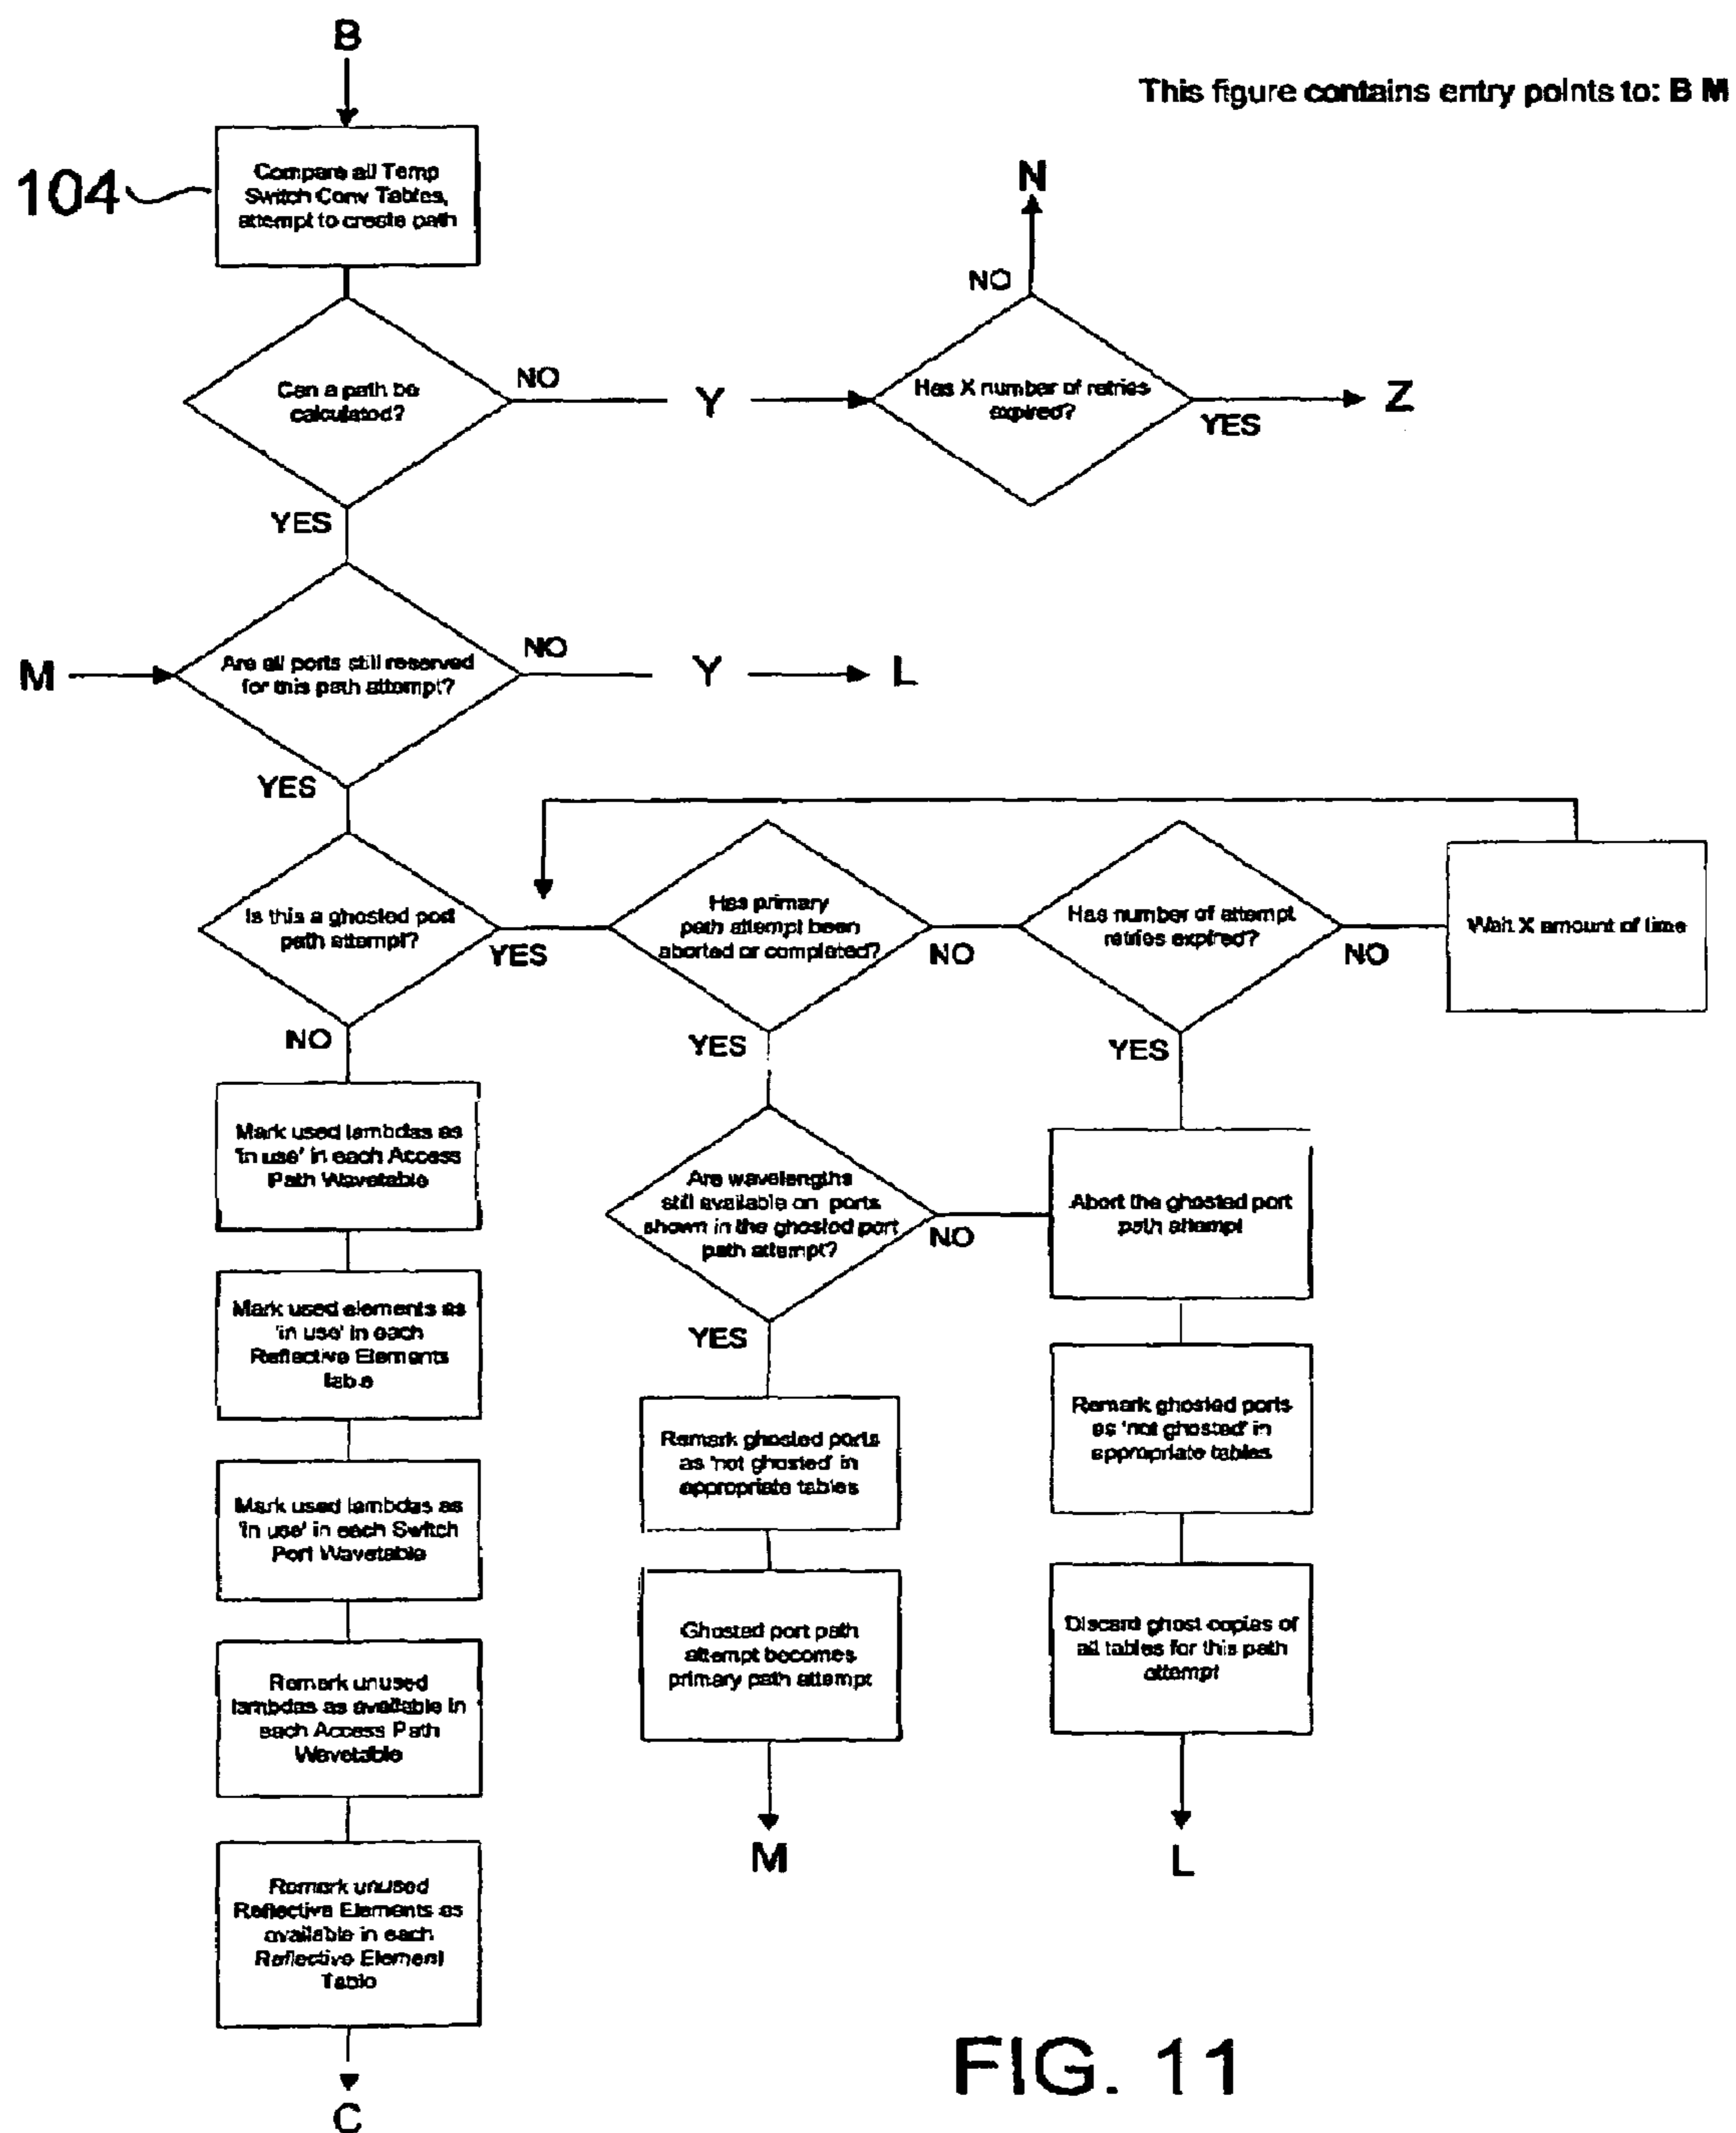 B
This figure contains entry points to: B M
104
Compare all Temp
Switch Conv Tables,
attempt to create path
N
NO
Can a path be
calculated?
NO
Y
Has X number of retries
expired?
YES
Z
YES
M
Are all ports still reserved
for this path attempt?
NO
Y
L
YES
Is this a ghosted port
path attempt?
YES
Has primary
path attempt been
aborted or completed?
NO
Has number of attempt
retries expired?
NO
Wait X amount of time
NO
YES
YES
Mark used lambdas as
'in use' in each Access
Path Wavetable
Are wavelengths
still available on ports
shown in the ghosted port
path attempt?
NO
Abort the ghosted port
path attempt
Mark used elements as
'in use' in each
Reflective Elements
table
YES
Remark ghosted ports
as 'not ghosted' in
appropriate tables
Remark ghosted ports
as 'not ghosted' in
appropriate tables
Mark used lambdas as
'in use' in each Switch
Port Wavetable
Ghosted port path
attempt becomes
primary path attempt
Discard ghost copies of
all tables for this path
attempt
Remark unused
lambdas as available in
each Access Path
Wavetable
M
L
Remark unused
Reflective Elements as
available in each
Reflective Element
Table
C
FIG. 11